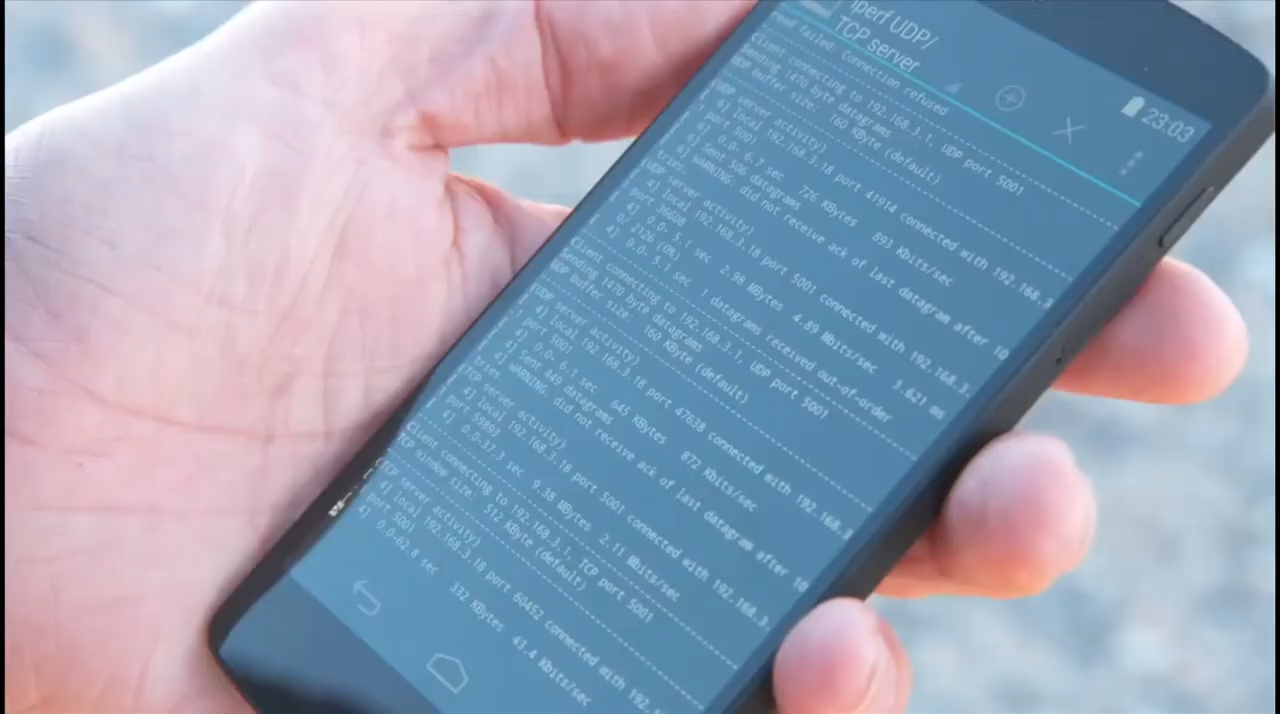 iperf UDP/
TCP server
23:03
failed: Connection refused
Client connecting to 192.168.3.1, UDP port 5001
Sending 1470 byte datagrams
UDP buffer size: 160 KByte (default)
(UDP server activity)
local 192.168.3.18 port 41914 connected with 192.168.3
port 5001
6] 0.0- 6.7 sec 726 KBytes 893 Kbits/sec
6] Sent 506 datagrams
6] WARNING: did not receive ack of last datagram after 10
tries.
(UDP server activity)
4] local 192.168.3.18 port 5001 connected with 192.168.3
port 36608
4] 0.0- 5.1 sec 2.98 MBytes 4.89 Mbits/sec 3.621 ms
0/ 2126 (0%)
4] 0.0- 5.1 sec 1 datagrams received out-of-order
Client connecting to 192.168.3.1, UDP port 5001
Sending 1470 byte datagrams
UDP buffer size: 160 KByte (default)
(UDP server activity)
4] local 192.168.3.18 port 47638 connected with 192.168.
port 5001
4] 0.0- 6.1 sec 645 KBytes 872 Kbits/sec
4] Sent 449 datagrams
4] WARNING: did not receive ack of last datagram after 10
tries.
(TCP server activity)
4] local 192.168.3.18 port 5001 connected with 192.168.3.
port
4] 0.0-37.3 sec 9.38 MBytes 2.11 Mbits/sec
Client connecting to 192.168.3.1, TCP port 5001
TCP window size: 512 KByte (default)
(TCP server activity)
4] local 192.168.3.18 port 60452 connected with 192.168.
port 5001
4] 0.0-62.8 sec 332 KBytes 43.4 Kbits/sec